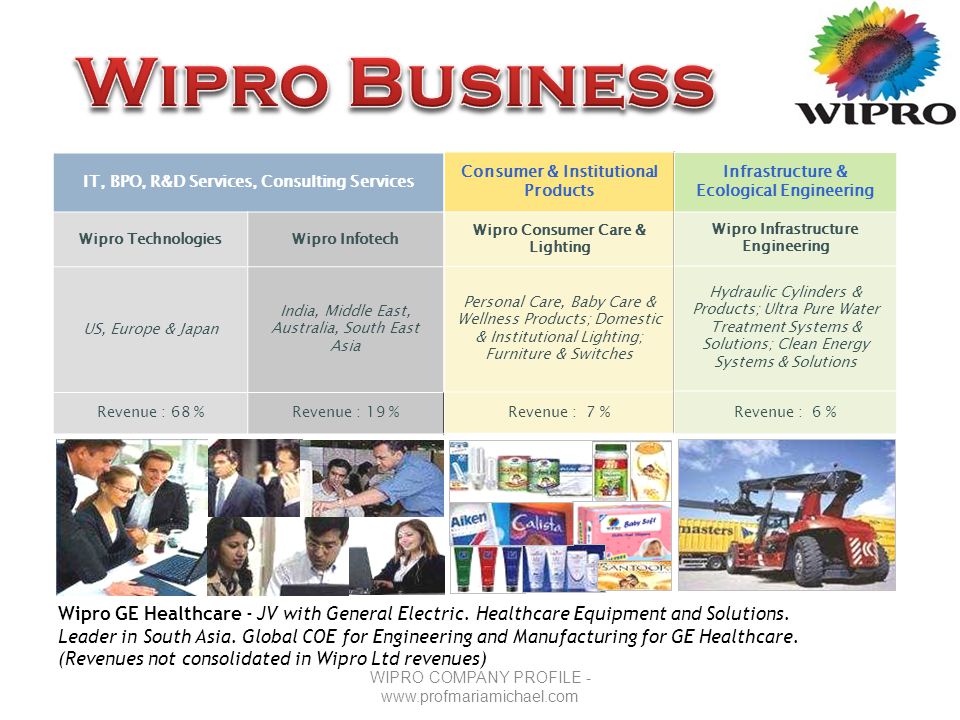 WIPRO BUSINESS
WIPRO
IT, BPO, R&D Services, Consulting Services
Consumer & Institutional
Products
Infrastructure &
Ecological Engineering
Wipro Technologies
Wipro Infotech
Wipro Consumer Care &
Lighting
Wipro Infrastructure
Engineering
US, Europe & Japan
India, Middle East,
Australia, South East
Asia
Personal Care, Baby Care &
Wellness Products; Domestic
& Institutional Lighting;
Furniture & Switches
Hydraulic Cylinders &
Products; Ultra Pure Water
Treatment Systems &
Solutions; Clean Energy
Systems & Solutions
Revenue : 68 %
Revenue : 19 %
Revenue : 7 %
Revenue : 6 %
WIPRO
Aiken
Calista
Baby Soft
SANTOOR
masters
Wipro GE Healthcare - JV with General Electric. Healthcare Equipment and Solutions.
Leader in South Asia. Global COE for Engineering and Manufacturing for GE Healthcare.
(Revenues not consolidated in Wipro Ltd revenues)
WIPRO COMPANY PROFILE -
www.profmariamichael.com